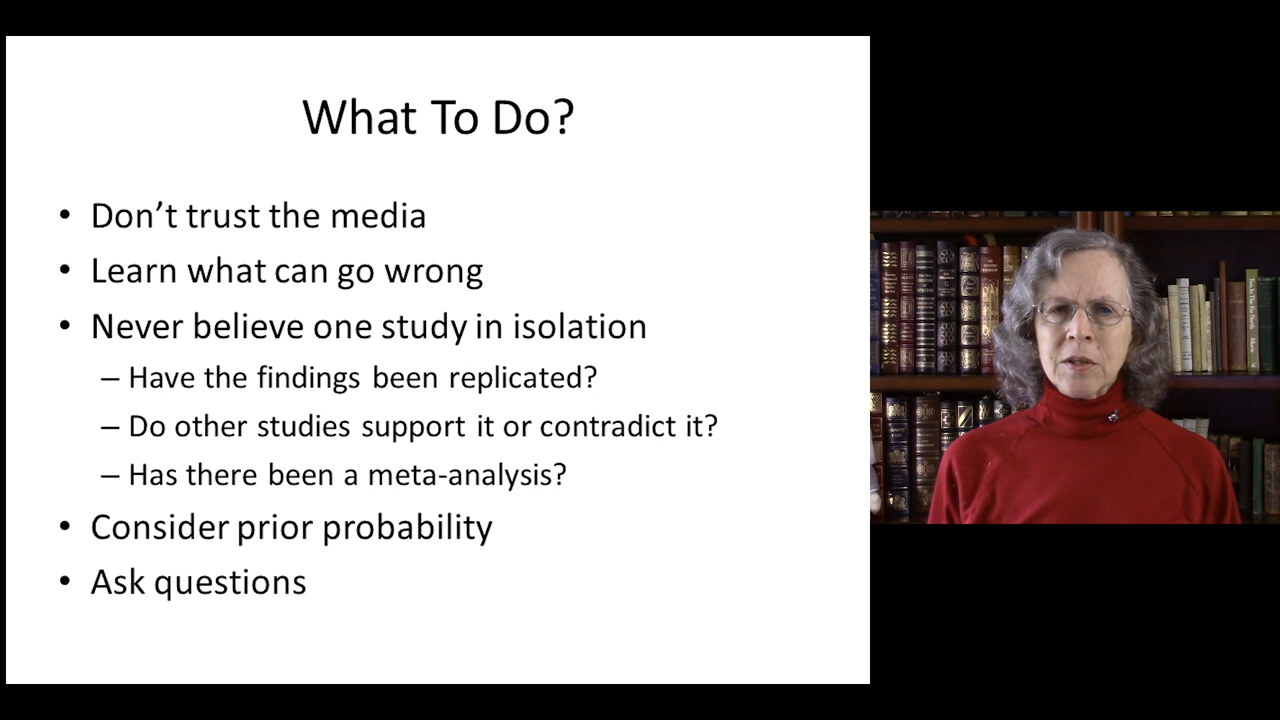 What To Do?
• Don’t trust the media
• Learn what can go wrong
• Never believe one study in isolation
– Have the findings been replicated?
– Do other studies support it or contradict it?
– Has there been a meta-analysis?
• Consider prior probability
• Ask questions